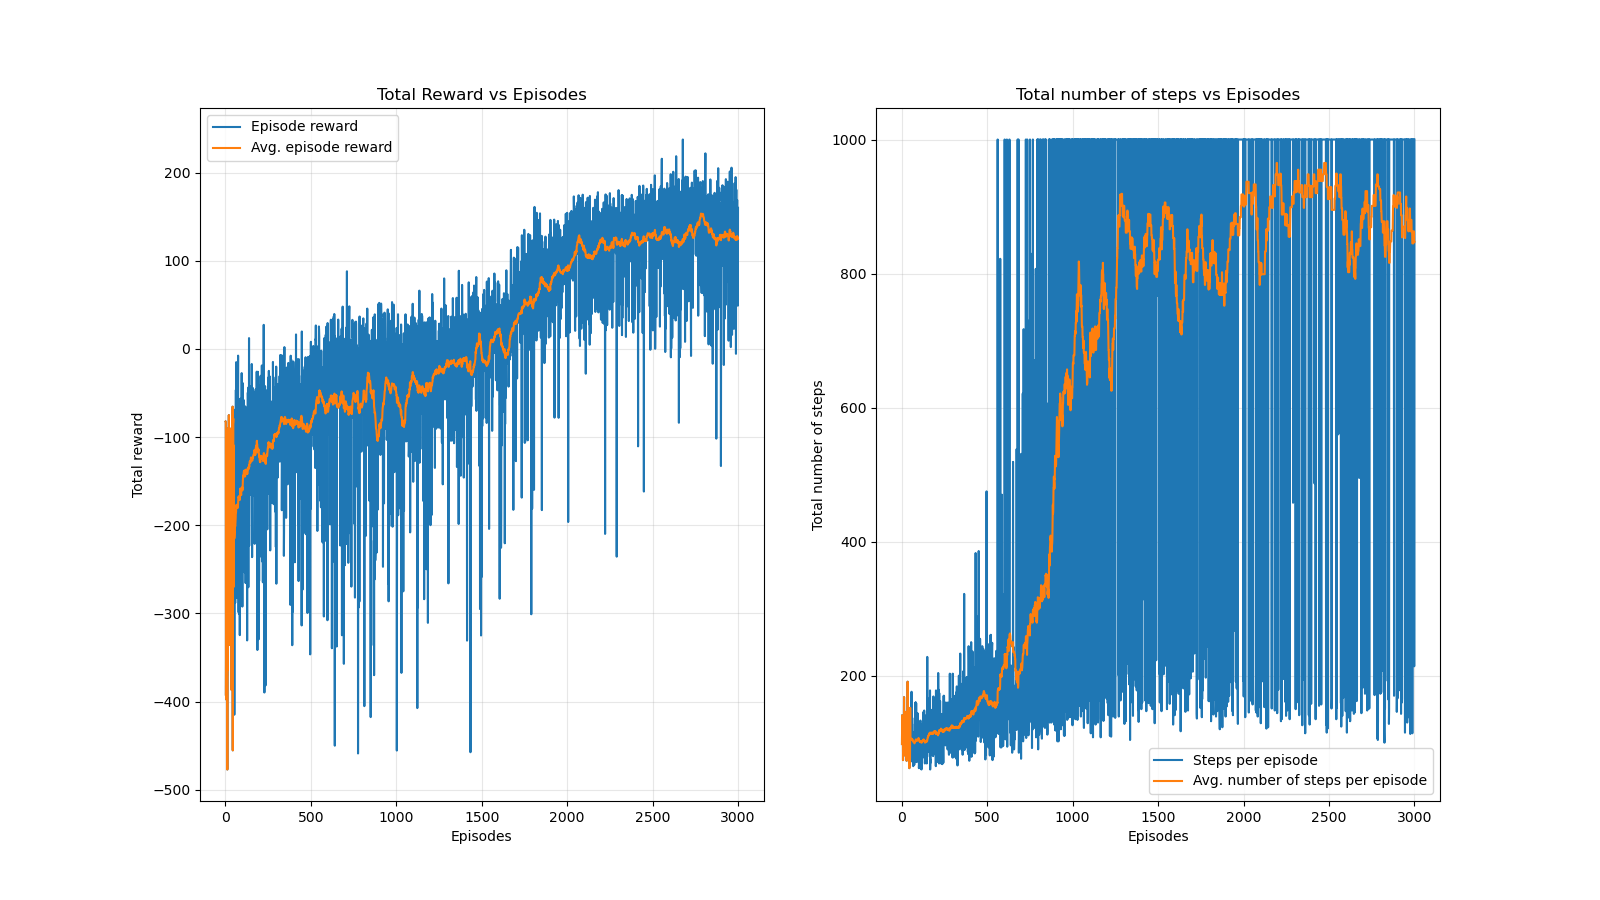 Total Reward vs Episodes
Episode reward
Avg. episode reward
200
100
0
−100
−200
−300
−400
−500
Total reward
0
500
1000
1500
2000
2500
3000
Episodes
Total number of steps vs Episodes
1000
800
600
400
200
Total number of steps
Steps per episode
Avg. number of steps per episode
0
500
1000
1500
2000
2500
3000
Episodes